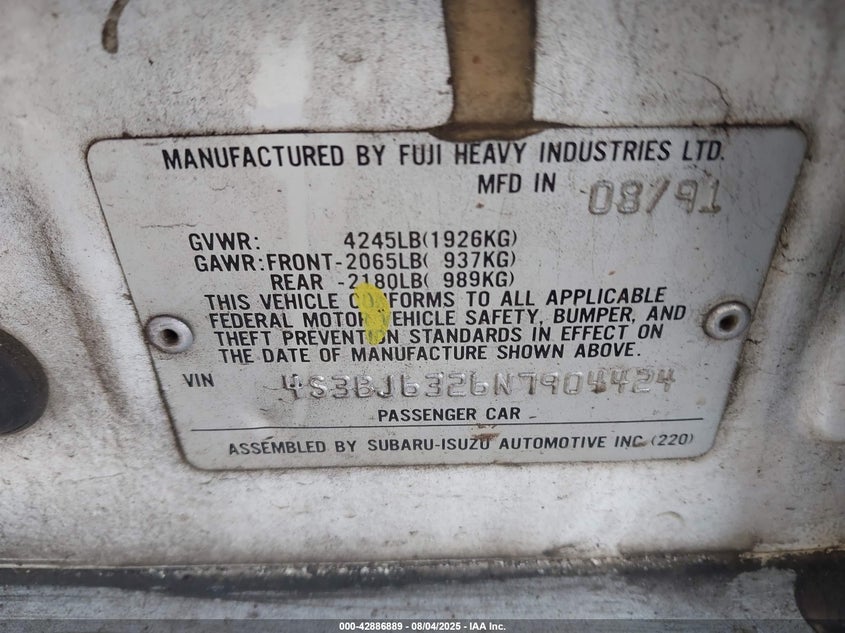 MANUFACTURED BY FUJI HEAVY INDUSTRIES LTD.
MFD IN 08/91
GVWR: 4245LB(1926KG)
GAWR:FRONT-2065LB( 937KG)
REAR -2180LB( 989KG)
THIS VEHICLE CONFORMS TO ALL APPLICABLE
FEDERAL MOTOR VEHICLE SAFETY, BUMPER, AND
THEFT PREVENTION STANDARDS IN EFFECT ON
THE DATE OF MANUFACTURE SHOWN ABOVE.
VIN 4S3BJ6326N7904424
PASSENGER CAR
ASSEMBLED BY SUBARU-ISUZU AUTOMOTIVE INC (220)
000-42886889 | 08/04/2025 - IAA Inc.